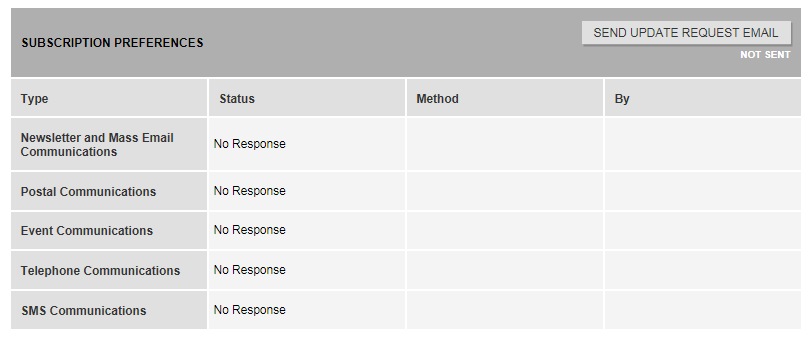 SUBSCRIPTION PREFERENCES
SEND UPDATE REQUEST EMAIL
NOT SENT
Type Status Method By
Newsletter and Mass Email
Communications
No Response
Postal Communications No Response
Event Communications No Response
Telephone Communications No Response
SMS Communications No Response